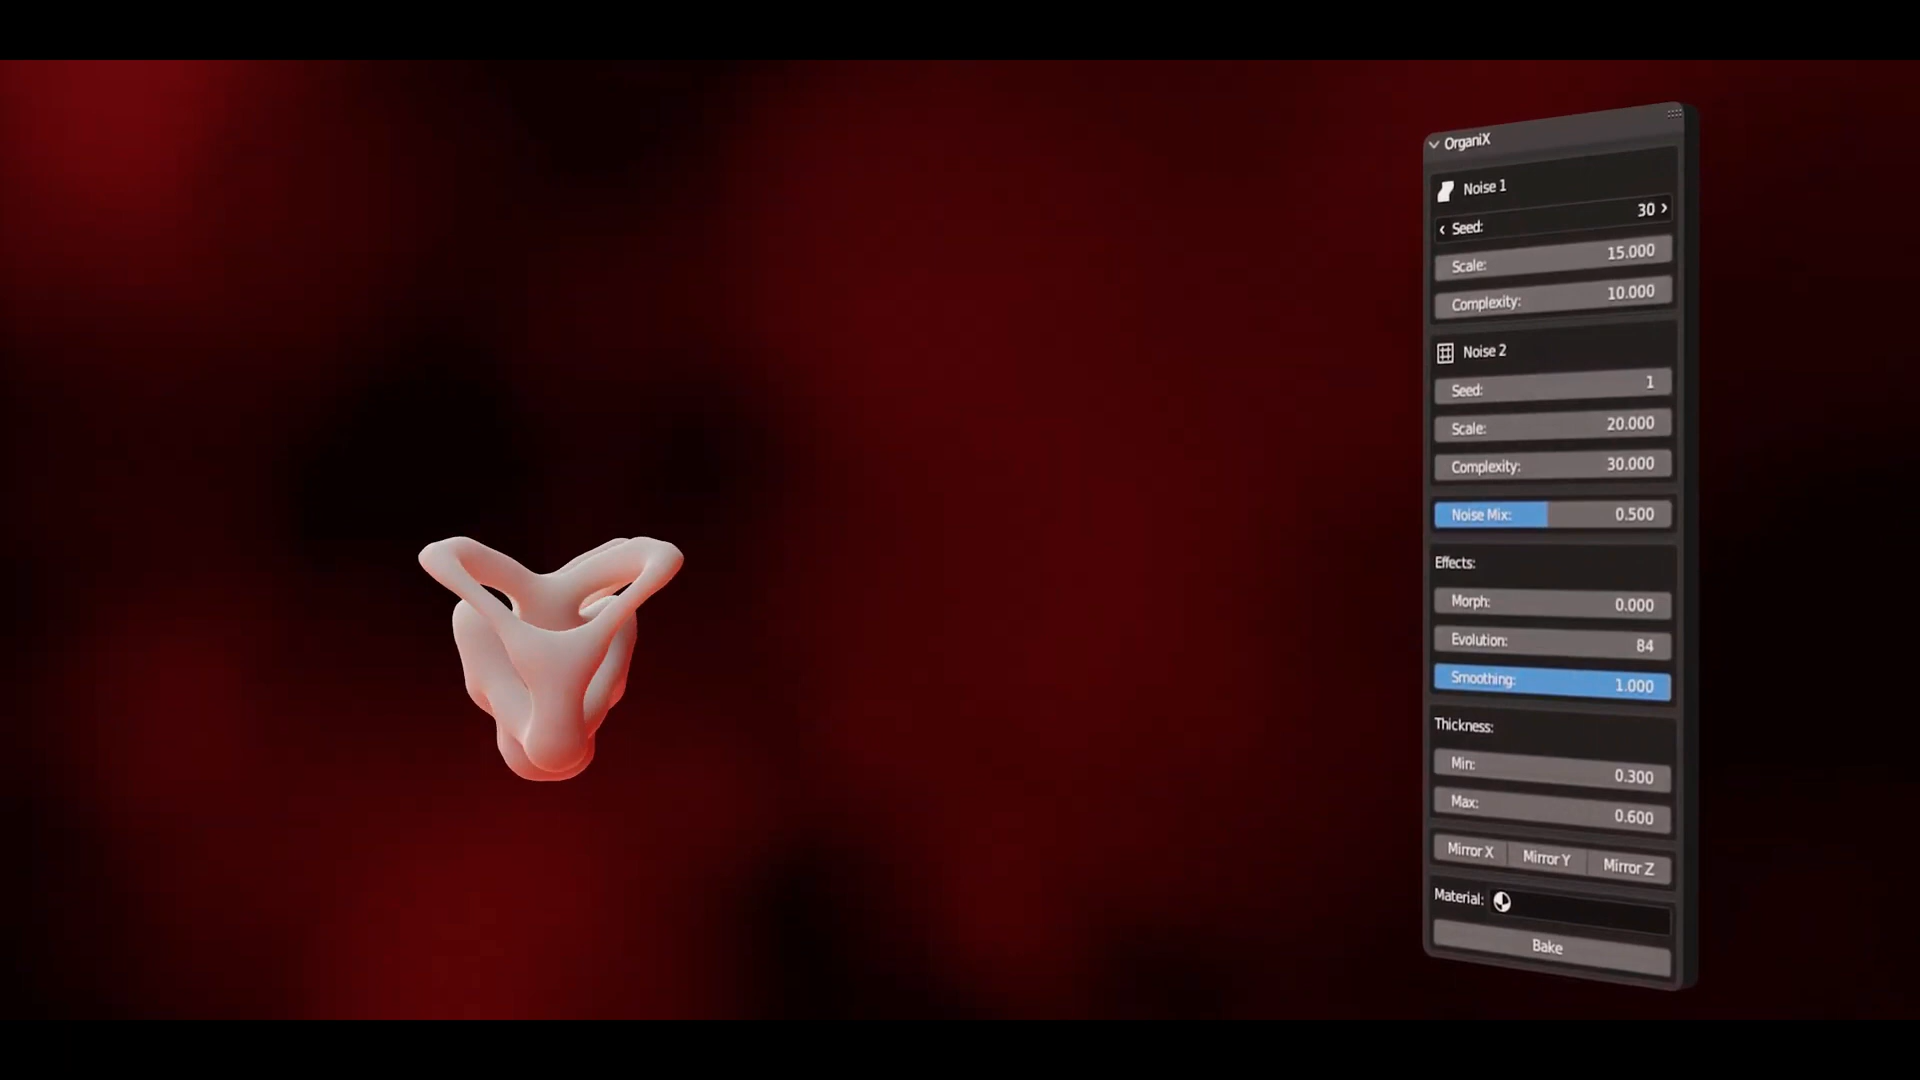 OrganiX
Noise 1
Seed: 30
Scale: 15.000
Complexity: 10.000
Noise 2
Seed: 1
Scale: 20.000
Complexity: 30.000
Noise Mix: 0.500
Effects:
Morph: 0.000
Evolution: 84
Smoothing: 1.000
Thickness:
Min: 0.300
Max: 0.600
Mirror X Mirror Y Mirror Z
Material:
Bake